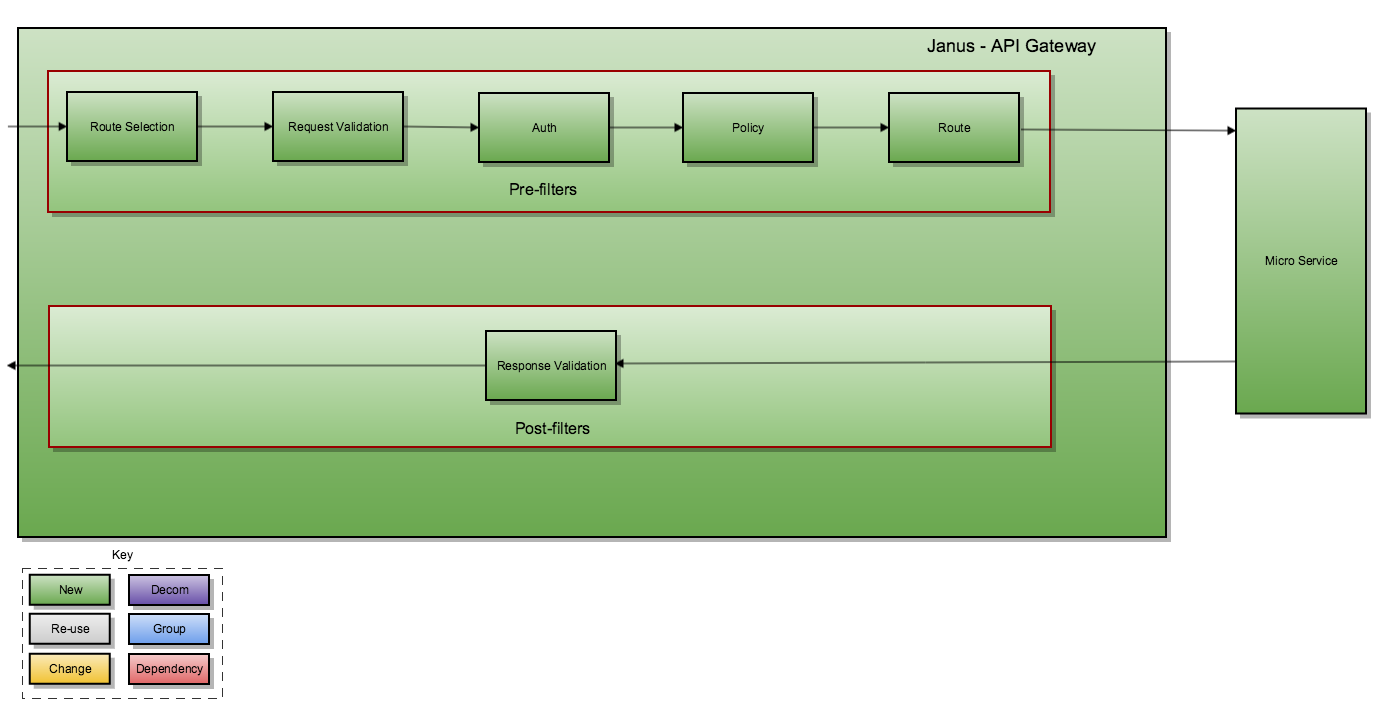 Janus - API Gateway
Route Selection
Request Validation
Auth
Policy
Route
Pre-filters
Micro Service
Response Validation
Post-filters
Key
New
Decom
Re-use
Group
Change
Dependency